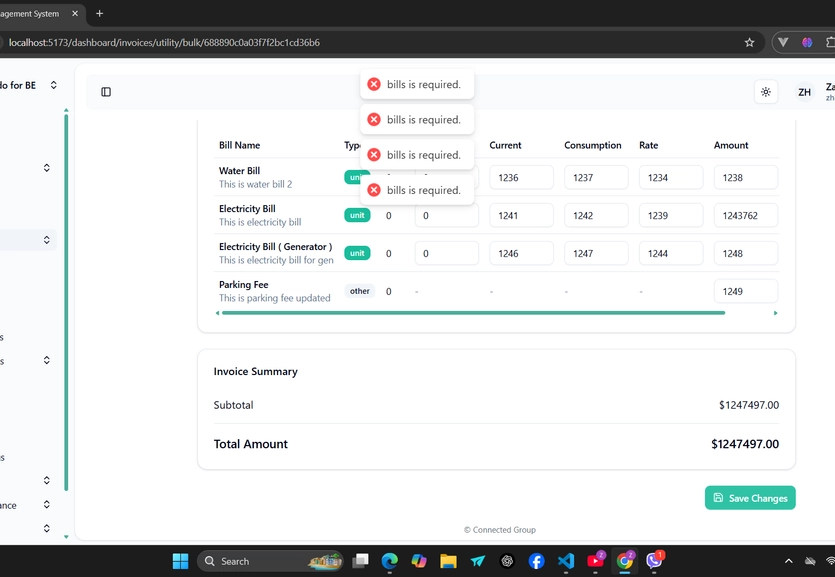 agement System
localhost:5173/dashboard/invoices/utility/bulk/688890c0a03f7f2bc1cd36b6
do for BE
bills is required.
ZH
Za
zh
bills is required.
bills is required.
bills is required.
Bill Name Type Current Consumption Rate Amount
Water Bill
This is water bill 2
unit 1236 1237 1234 1238
Electricity Bill
This is electricity bill
unit 0 0 1241 1242 1239 1243762
Electricity Bill ( Generator )
This is electricity bill for gen
unit 0 0 1246 1247 1244 1248
Parking Fee
This is parking fee updated
other 0 - - - - 1249
s
s
s
ance
Invoice Summary
Subtotal $1247497.00
Total Amount $1247497.00
Save Changes
© Connected Group
Search
2
2
1